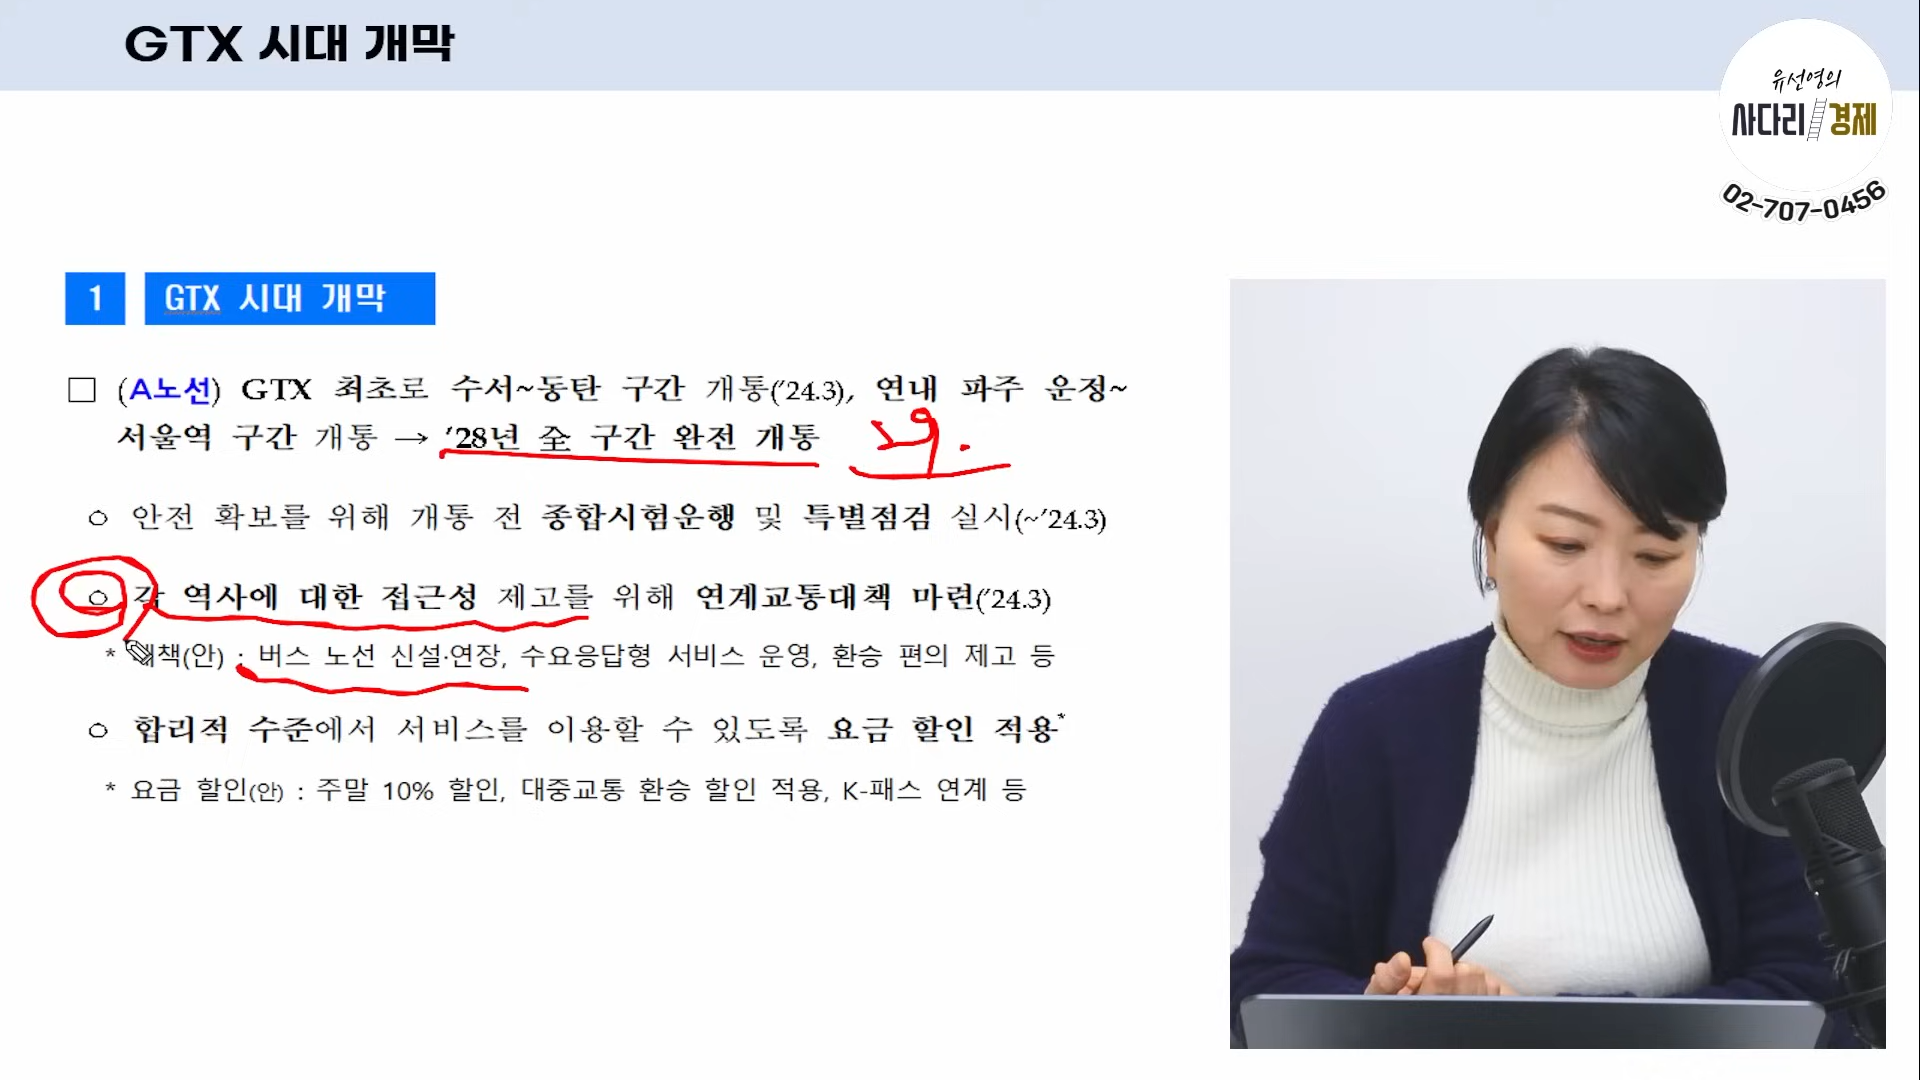 GTX 시대 개막
유선영의
사다리 경제
02-707-0456
1 GTX 시대 개막
□ (A노선) GTX 최초로 수서~동탄 구간 개통('24.3), 연내 파주 운정~
서울역 구간 개통 → '28년 全 구간 완전 개통
○ 안전 확보를 위해 개통 전 종합시험운행 및 특별점검 실시(~'24.3)
○ 각 역사에 대한 접근성 제고를 위해 연계교통대책 마련('24.3)
* 대책(안) : 버스 노선 신설·연장, 수요응답형 서비스 운영, 환승 편의 제고 등
○ 합리적 수준에서 서비스를 이용할 수 있도록 요금 할인 적용*
* 요금 할인(안) : 주말 10% 할인, 대중교통 환승 할인 적용, K-패스 연계 등